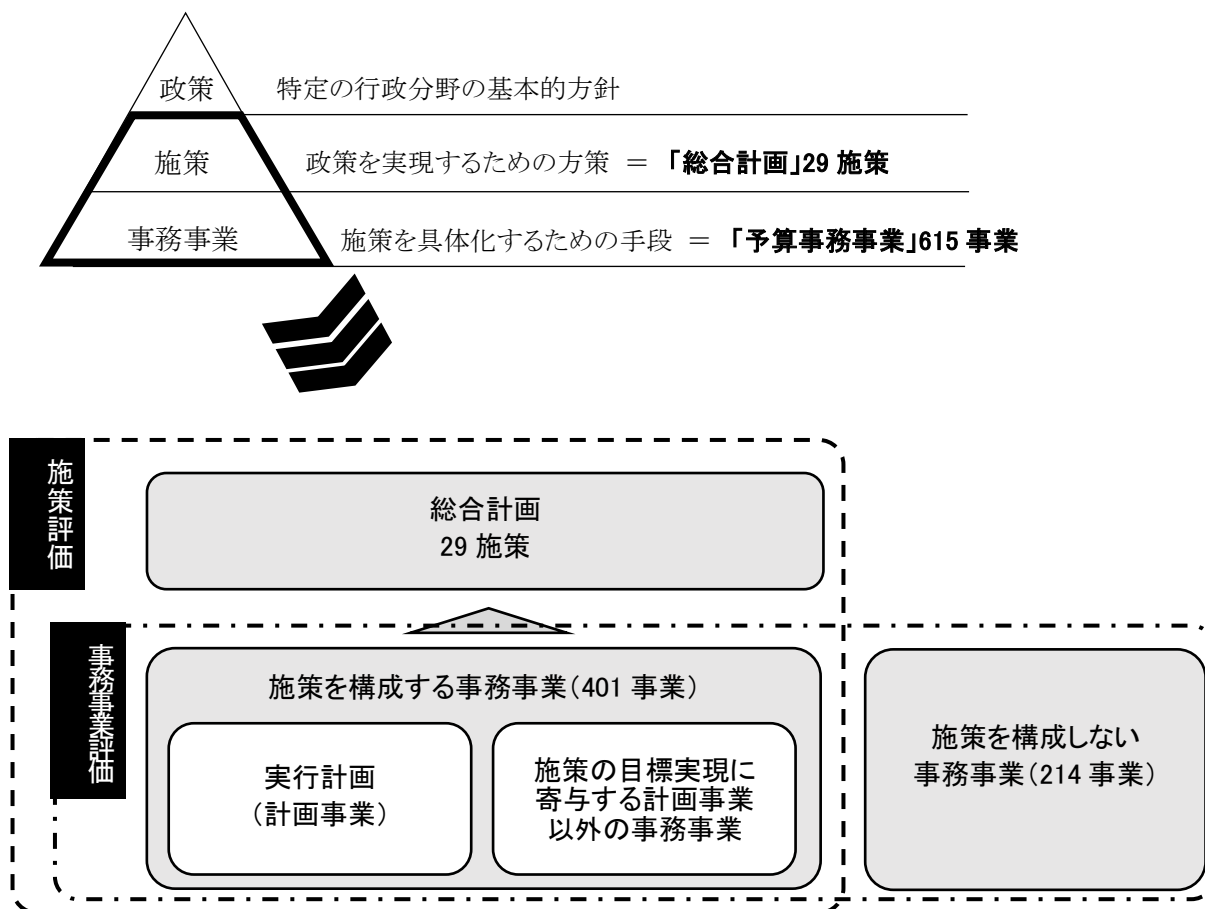 政策 特定の行政分野の基本的方針
施策 政策を実現するための方策 = 「総合計画」29 施策
事務事業 施策を具体化するための手段 = 「予算事務事業」615 事業
施策評価
総合計画
29 施策
事務事業評価
施策を構成する事務事業(401 事業)
実行計画
(計画事業)
施策の目標実現に
寄与する計画事業
以外の事務事業
施策を構成しない
事務事業(214 事業)